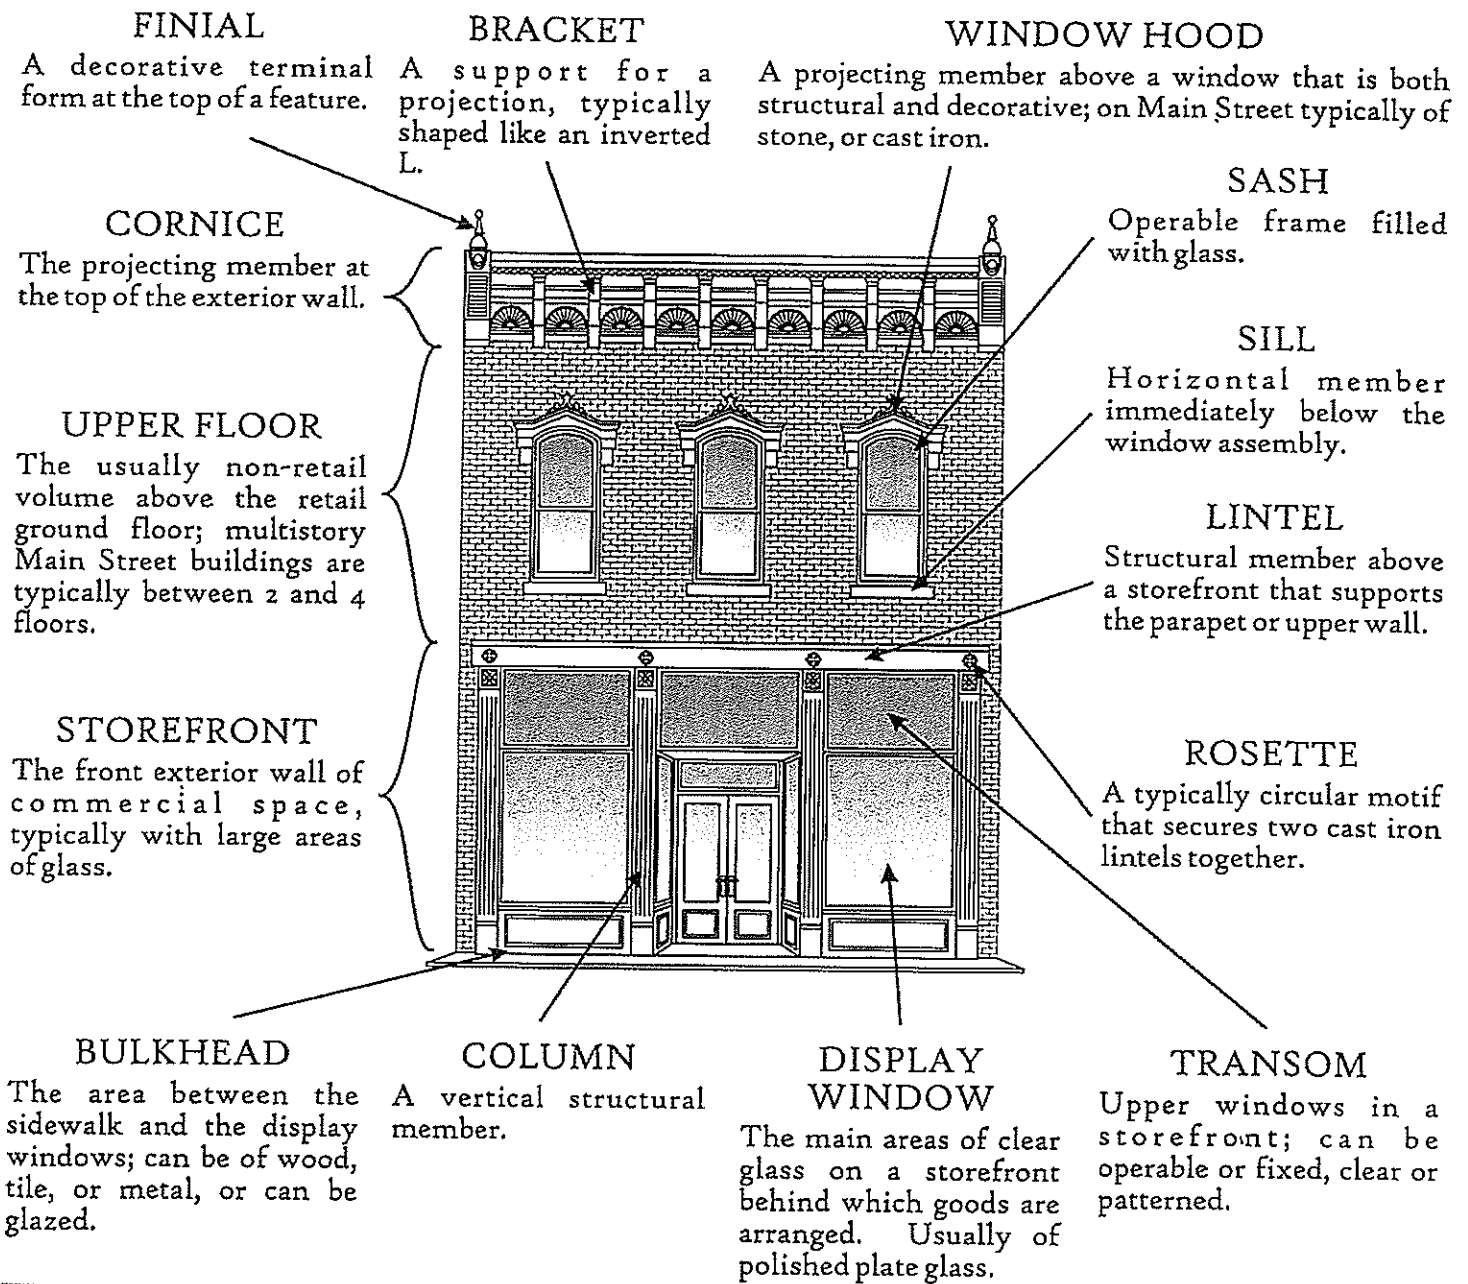 FINIAL
A decorative terminal
form at the top of a feature.
BRACKET
A support for a
projection, typically
shaped like an inverted
L.
WINDOW HOOD
A projecting member above a window that is both
structural and decorative; on Main Street typically of
stone, or cast iron.
SASH
Operable frame filled
with glass.
CORNICE
The projecting member at
the top of the exterior wall.
SILL
Horizontal member
immediately below the
window assembly.
UPPER FLOOR
The usually non-retail
volume above the retail
ground floor; multistory
Main Street buildings are
typically between 2 and 4
floors.
LINTEL
Structural member above
a storefront that supports
the parapet or upper wall.
STOREFRONT
The front exterior wall of
commercial space,
typically with large areas
of glass.
ROSETTE
A typically circular motif
that secures two cast iron
lintels together.
BULKHEAD
The area between the
sidewalk and the display
windows; can be of wood,
tile, or metal, or can be
glazed.
COLUMN
A vertical structural
member.
DISPLAY
WINDOW
The main areas of clear
glass on a storefront
behind which goods are
arranged. Usually of
polished plate glass.
TRANSOM
Upper windows in a
storefront; can be
operable or fixed, clear or
patterned.